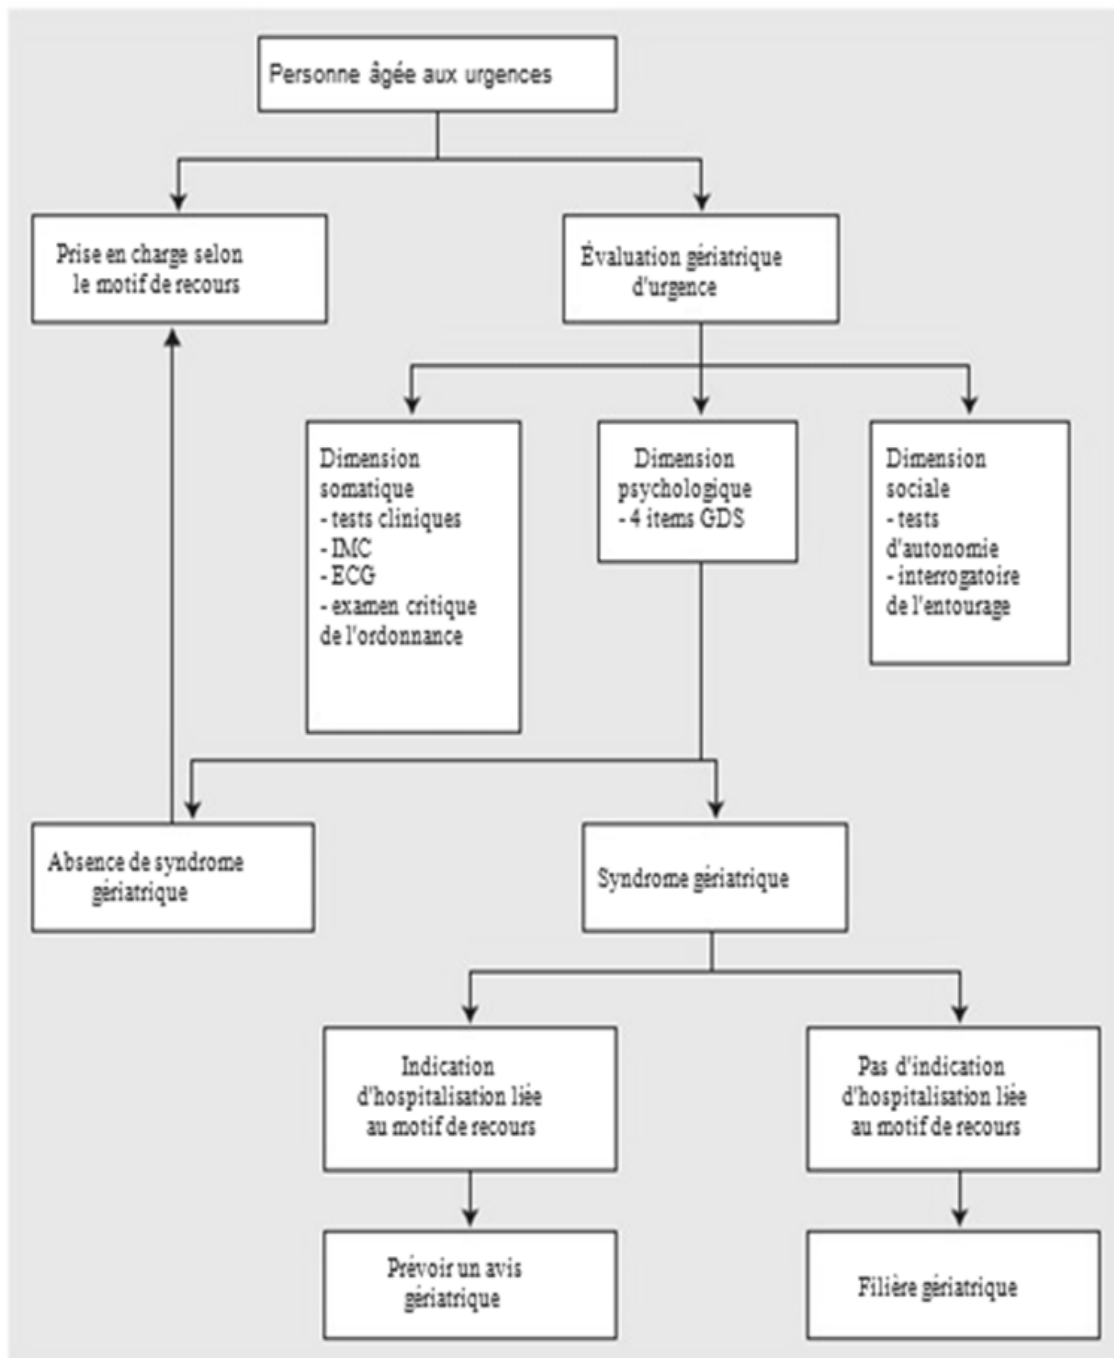 Personne âgée aux urgences
Prise en charge selon
le motif de recours
Évaluation gériatrique
d'urgence
Dimension
somatique
- tests cliniques
- IMC
- ECG
- examen critique
de l'ordonnance
Dimension
psychologique
- 4 items GDS
Dimension
sociale
- tests
d'autonomie
- interrogatoire
de l'entourage
Absence de syndrome
gériatrique
Syndrome gériatrique
Indication
d'hospitalisation liée
au motif de recours
Pas d'indication
d'hospitalisation liée
au motif de recours
Prévoir un avis
gériatrique
Filière gériatrique